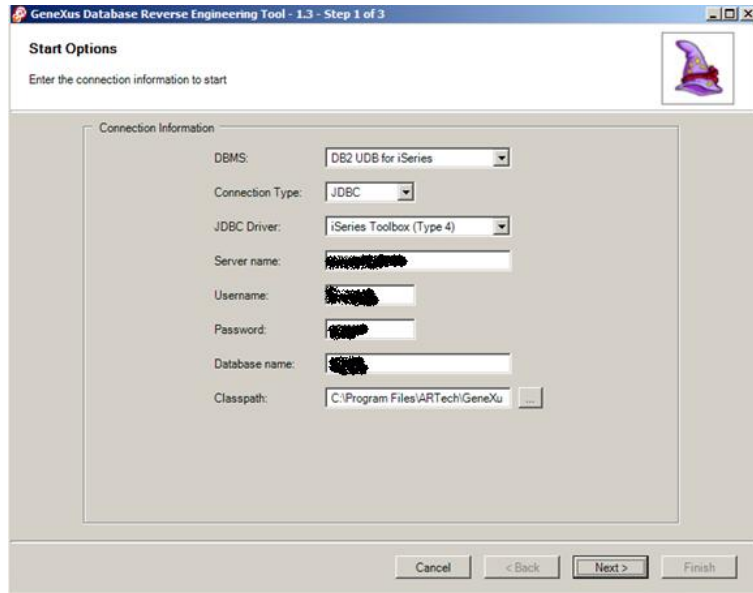 GeneXus Database Reverse Engineering Tool - 1.3 - Step 1 of 3
Start Options
Enter the connection information to start
Connection Information
DBMS: DB2 UDB for iSeries
Connection Type: JDBC
JDBC Driver: iSeries Toolbox (Type 4)
Server name:
Username:
Password:
Database name:
Classpath: C:\Program Files\ARTech\GeneXu ...
Cancel < Back Next > Finish